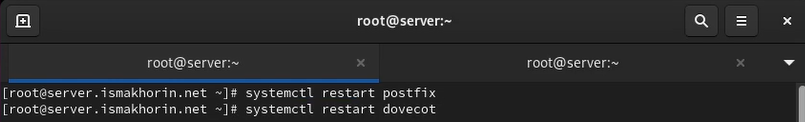 root@server:~
root@server:~ root@server:~
[root@server.ismakhorin.net ~]# systemctl restart postfix
[root@server.ismakhorin.net ~]# systemctl restart dovecot